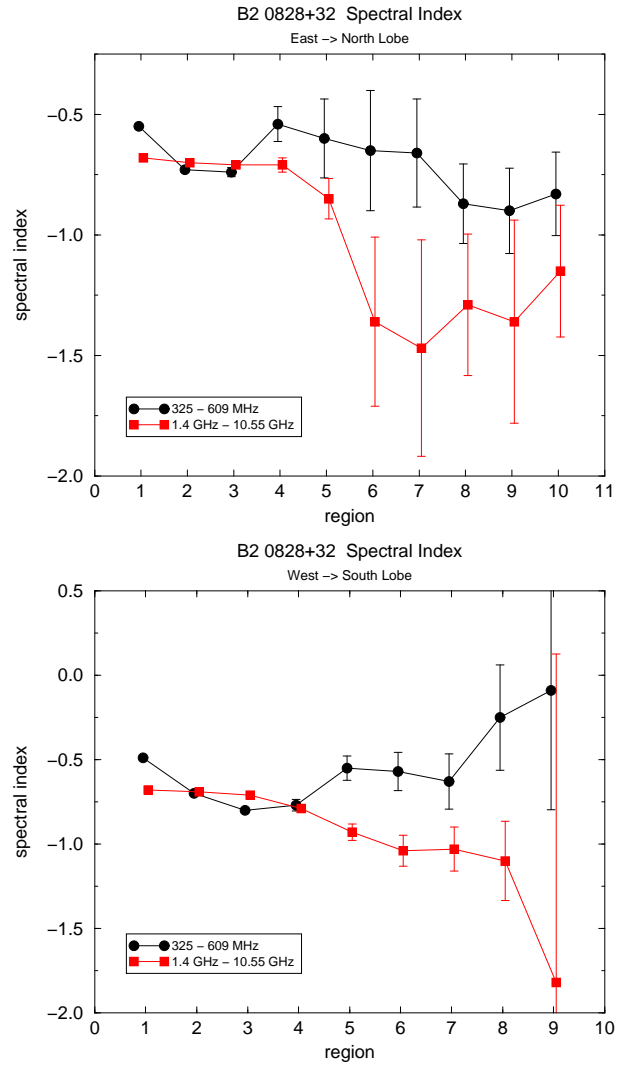 B2 0828+32  Spectral Index
East −> North Lobe
−0.5
−1.0
−1.5
−2.0
spectral index
325 − 609 MHz
1.4 GHz − 10.55 GHz
0 1 2 3 4 5 6 7 8 9 10 11
region
B2 0828+32  Spectral Index
West −> South Lobe
0.5
0.0
−0.5
−1.0
−1.5
−2.0
spectral index
325 − 609 MHz
1.4 GHz − 10.55 GHz
0 1 2 3 4 5 6 7 8 9 10
region